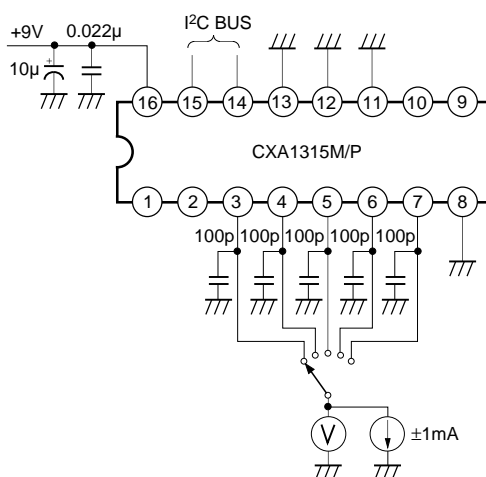 I²C BUS
+9V 0.022μ
10μ +
16 15 14 13 12 11 10 9
CXA1315M/P
1 2 3 4 5 6 7 8
100p 100p 100p 100p 100p
V ±1mA